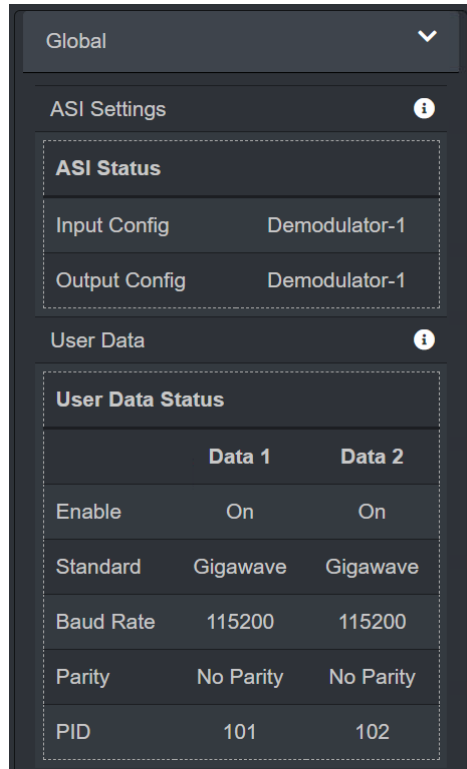 Global
ASI Settings
ASI Status
Input Config Demodulator-1
Output Config Demodulator-1
User Data
User Data Status
Data 1 Data 2
Enable On On
Standard Gigawave Gigawave
Baud Rate 115200 115200
Parity No Parity No Parity
PID 101 102